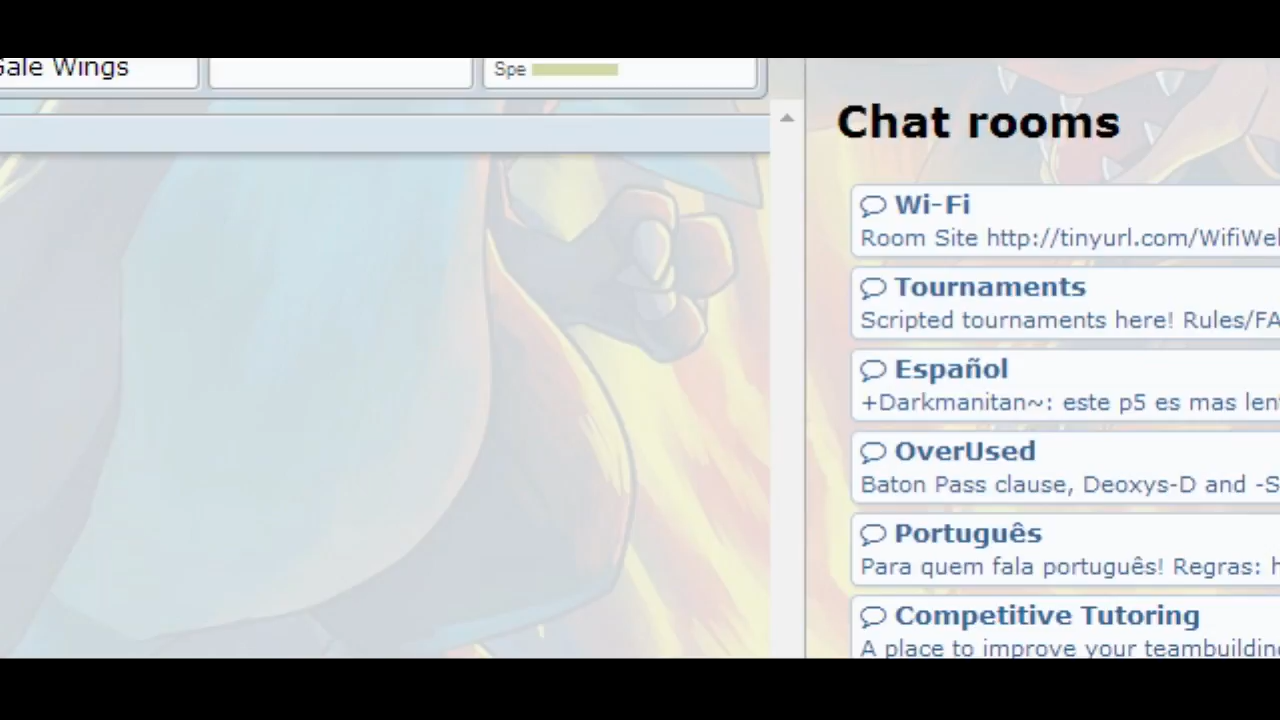 Gale Wings
Spe
Chat rooms
Wi-Fi
Room Site http://tinyurl.com/WifiWel
Tournaments
Scripted tournaments here! Rules/FA
Español
+Darkmanitan~: este p5 es mas len
OverUsed
Baton Pass clause, Deoxys-D and -S
Português
Para quem fala português! Regras: h
Competitive Tutoring
A place to improve your teambuilding